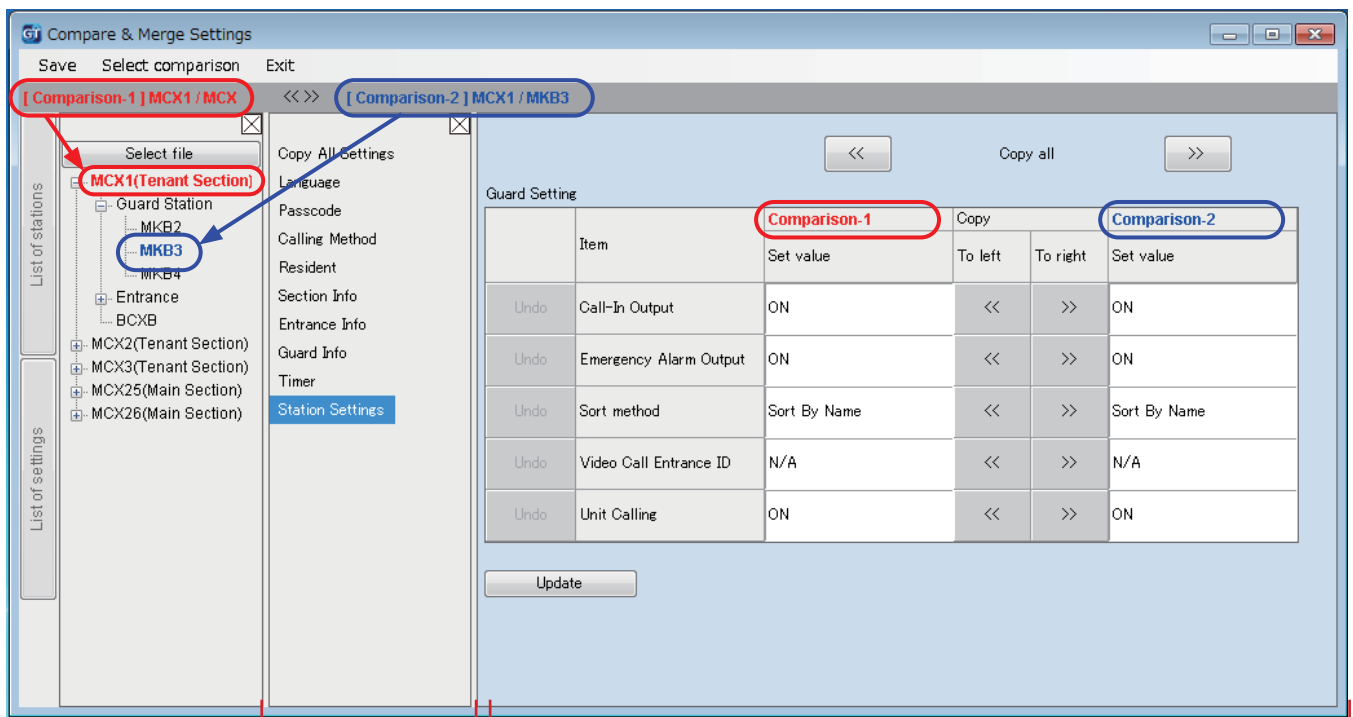 GT Compare & Merge Settings
Save Select comparison Exit
[ Comparison-1 ] MCX1 / MCX << >> [ Comparison-2 ] MCX1 / MKB3
List of stations
List of settings
Select file
MCX1(Tenant Section)
Guard Station
MKB2
MKB3
MKB4
Entrance
BCXB
MCX2(Tenant Section)
MCX3(Tenant Section)
MCX25(Main Section)
MCX26(Main Section)
Copy All Settings
Language
Passcode
Calling Method
Resident
Section Info
Entrance Info
Guard Info
Timer
Station Settings
<< Copy all >>
Guard Setting
Item Comparison-1 Copy Comparison-2
Set value To left To right Set value
Undo Call-In Output ON << >> ON
Undo Emergency Alarm Output ON << >> ON
Undo Sort method Sort By Name << >> Sort By Name
Undo Video Call Entrance ID N/A << >> N/A
Undo Unit Calling ON << >> ON
Update